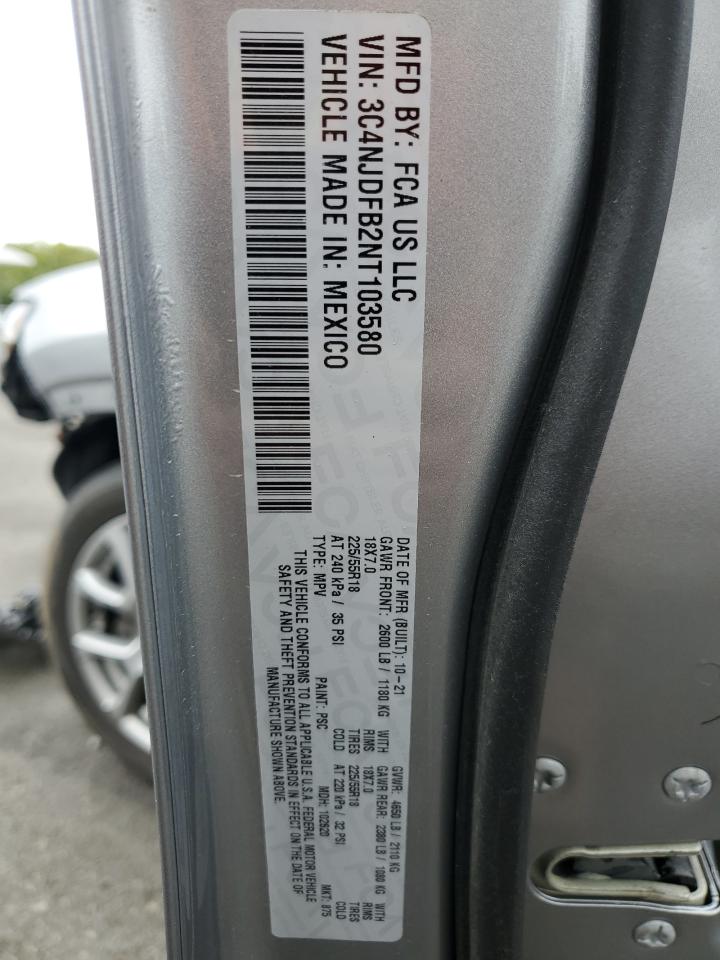 MFD BY: FCA US LLC
VIN: 3C4NJDFB2NT103580
VEHICLE MADE IN: MEXICO
DATE OF MFR (BUILT): 10-21 GVWR: 4650 LB / 2110 KG
GAWR FRONT: 2600 LB / 1180 KG WITH GAWR REAR: 2380 LB / 1080 KG WITH
18X7.0 RIMS 18X7.0 RIMS
225/55R18 TIRES 225/55R18 TIRES
AT 240 kPa / 35 PSI COLD AT 220 kPa / 32 PSI COLD
TYPE: MPV PAINT: PSC MDH: 102620 MKT: 875
THIS VEHICLE CONFORMS TO ALL APPLICABLE U.S.A. FEDERAL MOTOR VEHICLE
SAFETY AND THEFT PREVENTION STANDARDS IN EFFECT ON THE DATE OF
MANUFACTURE SHOWN ABOVE.